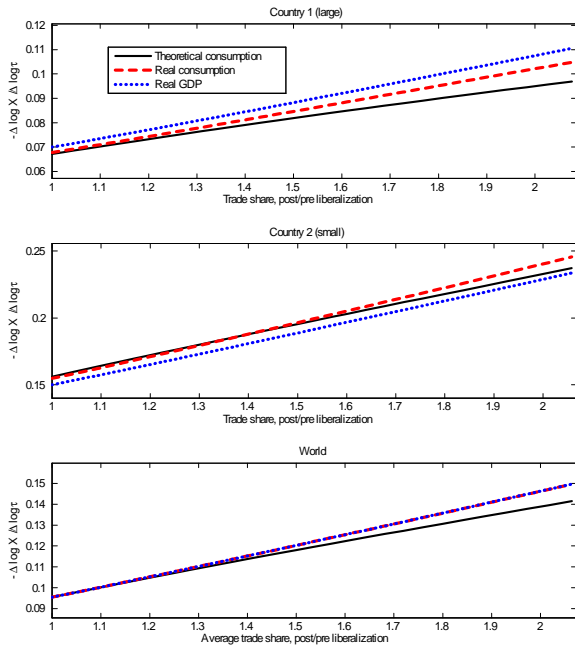 Country 1 (large)
0.12
0.11
0.1
0.09
0.08
0.07
0.06
- Δ log X Δ logτ
Theoretical consumption
Real consumption
Real GDP
1 1.1 1.2 1.3 1.4 1.5 1.6 1.7 1.8 1.9 2
Trade share, post/pre liberalization
Country 2 (small)
0.25
0.2
0.15
- Δ log X Δ logτ
1 1.1 1.2 1.3 1.4 1.5 1.6 1.7 1.8 1.9 2
Trade share, post/pre liberalization
World
0.15
0.14
0.13
0.12
0.11
0.1
0.09
- Δ log X Δ logτ
1 1.1 1.2 1.3 1.4 1.5 1.6 1.7 1.8 1.9 2
Average trade share, post/pre liberalization